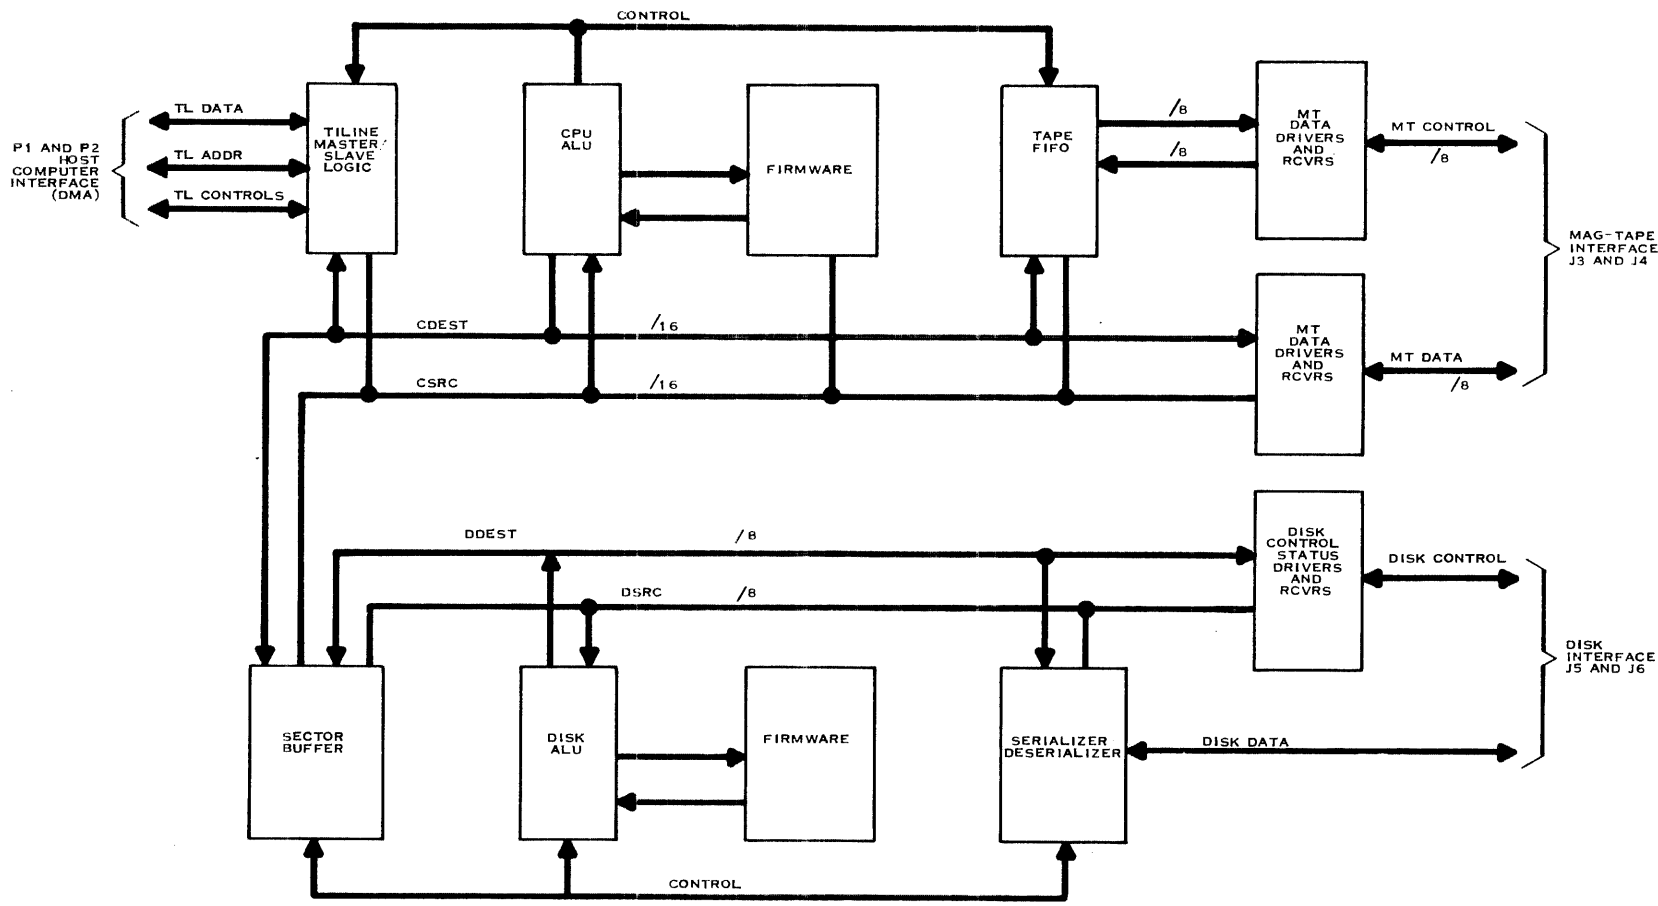 CONTROL
TL DATA
TL ADDR
TL CONTROLS
P1 AND P2
HOST
COMPUTER
INTERFACE
(DMA)
TILINE
MASTER/
SLAVE
LOGIC
CPU
ALU
FIRMWARE
TAPE
FIFO
/8
/8
MT
DATA
DRIVERS
AND
RCVRS
MT CONTROL
/8
MAG-TAPE
INTERFACE
J3 AND J4
CDEST
/16
CSRC
/16
MT
DATA
DRIVERS
AND
RCVRS
MT DATA
/8
DDEST
/8
DSRC
/8
DISK
CONTROL
STATUS
DRIVERS
AND
RCVRS
DISK CONTROL
DISK
INTERFACE
J5 AND J6
SECTOR
BUFFER
DISK
ALU
FIRMWARE
SERIALIZER
DESERIALIZER
DISK DATA
CONTROL